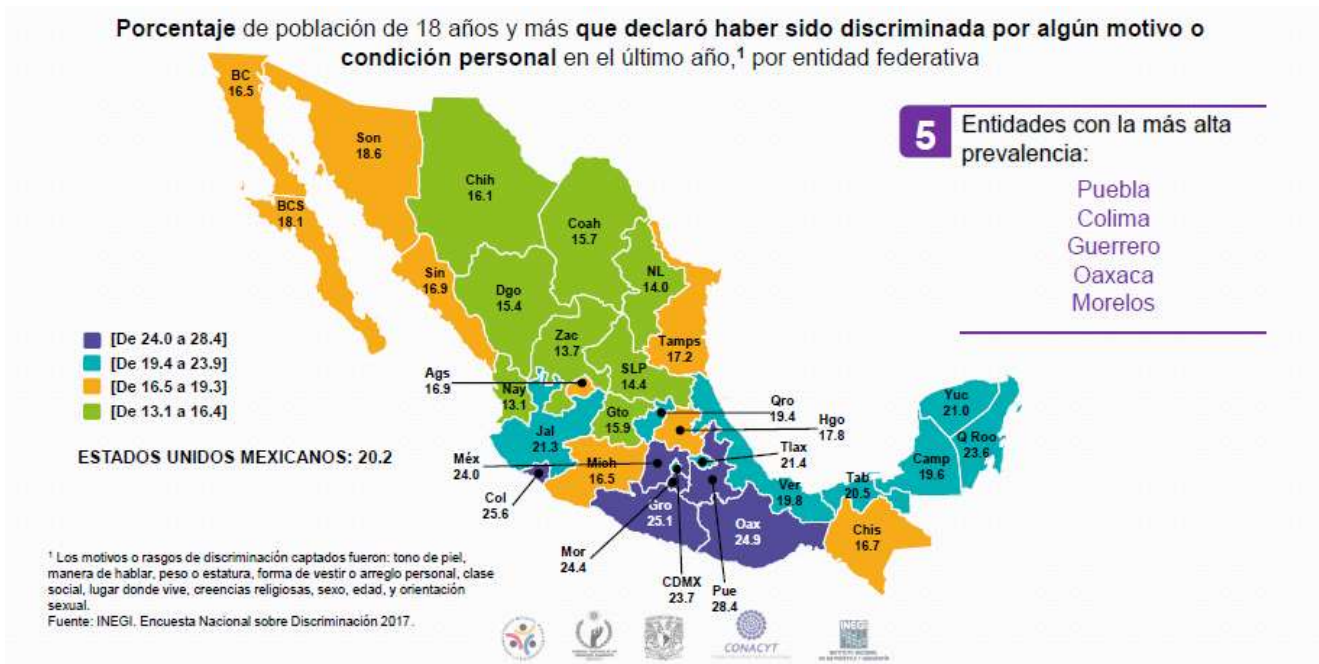 Porcentaje de población de 18 años y más que declaró haber sido discriminada por algún motivo o
condición personal en el último año,¹ por entidad federativa
BC
16.5
Son
18.6
Chih
16.1
Coah
15.7
BCS
18.1
Sin
16.9
Dgo
15.4
NL
14.0
Zac
13.7
Tamps
17.2
SLP
14.4
Ags
16.9
Nay
13.1
Gto
15.9
Jal
21.3
Qro
19.4
Hgo
17.8
Tlax
21.4
Méx
24.0
Mich
16.5
Col
25.6
Gro
25.1
Mor
24.4
CDMX
23.7
Pue
28.4
Oax
24.9
Ver
19.8
Tab
20.5
Chis
16.7
Camp
19.6
Yuc
21.0
Q Roo
23.6
5
Entidades con la más alta
prevalencia:
Puebla
Colima
Guerrero
Oaxaca
Morelos
[De 24.0 a 28.4]
[De 19.4 a 23.9]
[De 16.5 a 19.3]
[De 13.1 a 16.4]
ESTADOS UNIDOS MEXICANOS: 20.2
¹ Los motivos o rasgos de discriminación captados fueron: tono de piel,
manera de hablar, peso o estatura, forma de vestir o arreglo personal, clase
social, lugar donde vive, creencias religiosas, sexo, edad, y orientación
sexual.
Fuente: INEGI. Encuesta Nacional sobre Discriminación 2017.
CONACYT
INEGI